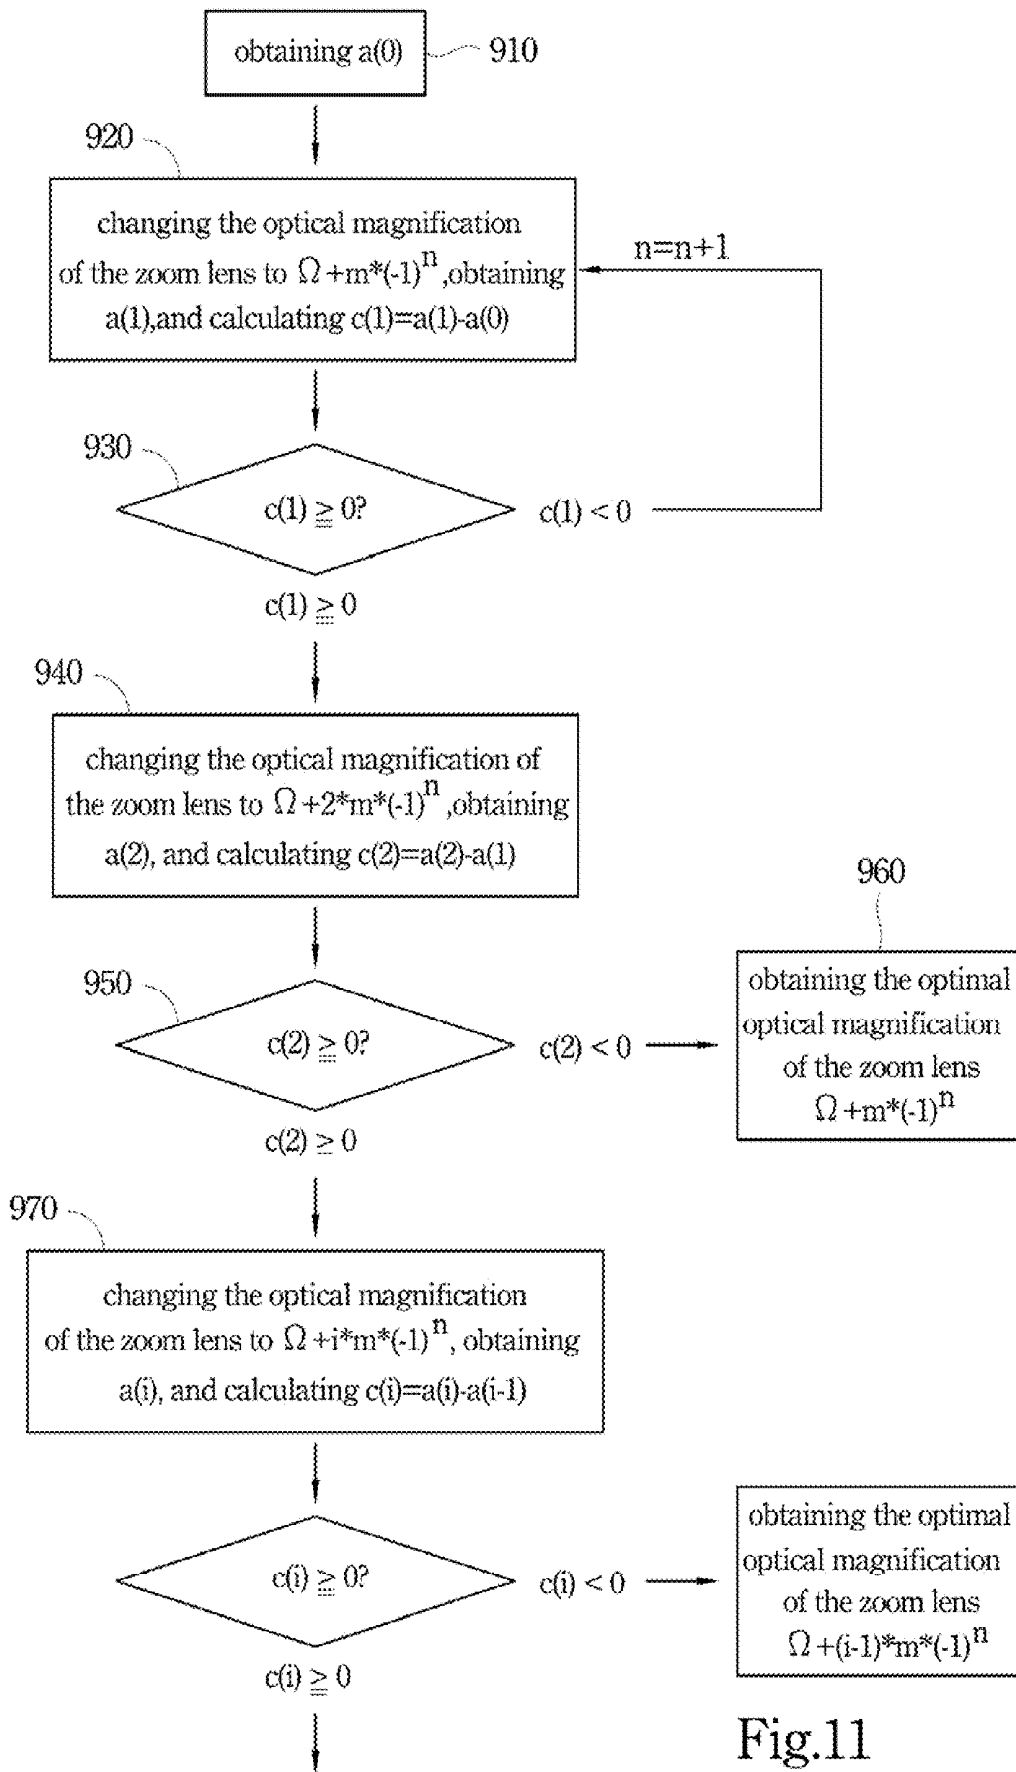 obtaining a(0)
910
920
changing the optical magnification
of the zoom lens to Ω+m*(-1)^n,obtaining
a(1),and calculating c(1)=a(1)-a(0)
n=n+1
930
c(1) ≧ 0?
c(1) < 0
c(1) ≧ 0
940
changing the optical magnification of
the zoom lens to Ω+2*m*(-1)^n,obtaining
a(2), and calculating c(2)=a(2)-a(1)
950
c(2) ≧ 0?
c(2) < 0
960
obtaining the optimal
optical magnification
of the zoom lens
Ω+m*(-1)^n
c(2) ≧ 0
970
changing the optical magnification
of the zoom lens to Ω+i*m*(-1)^n, obtaining
a(i), and calculating c(i)=a(i)-a(i-1)
c(i) ≧ 0?
c(i) < 0
obtaining the optimal
optical magnification
of the zoom lens
Ω+(i-1)*m*(-1)^n
c(i) ≧ 0
Fig.11